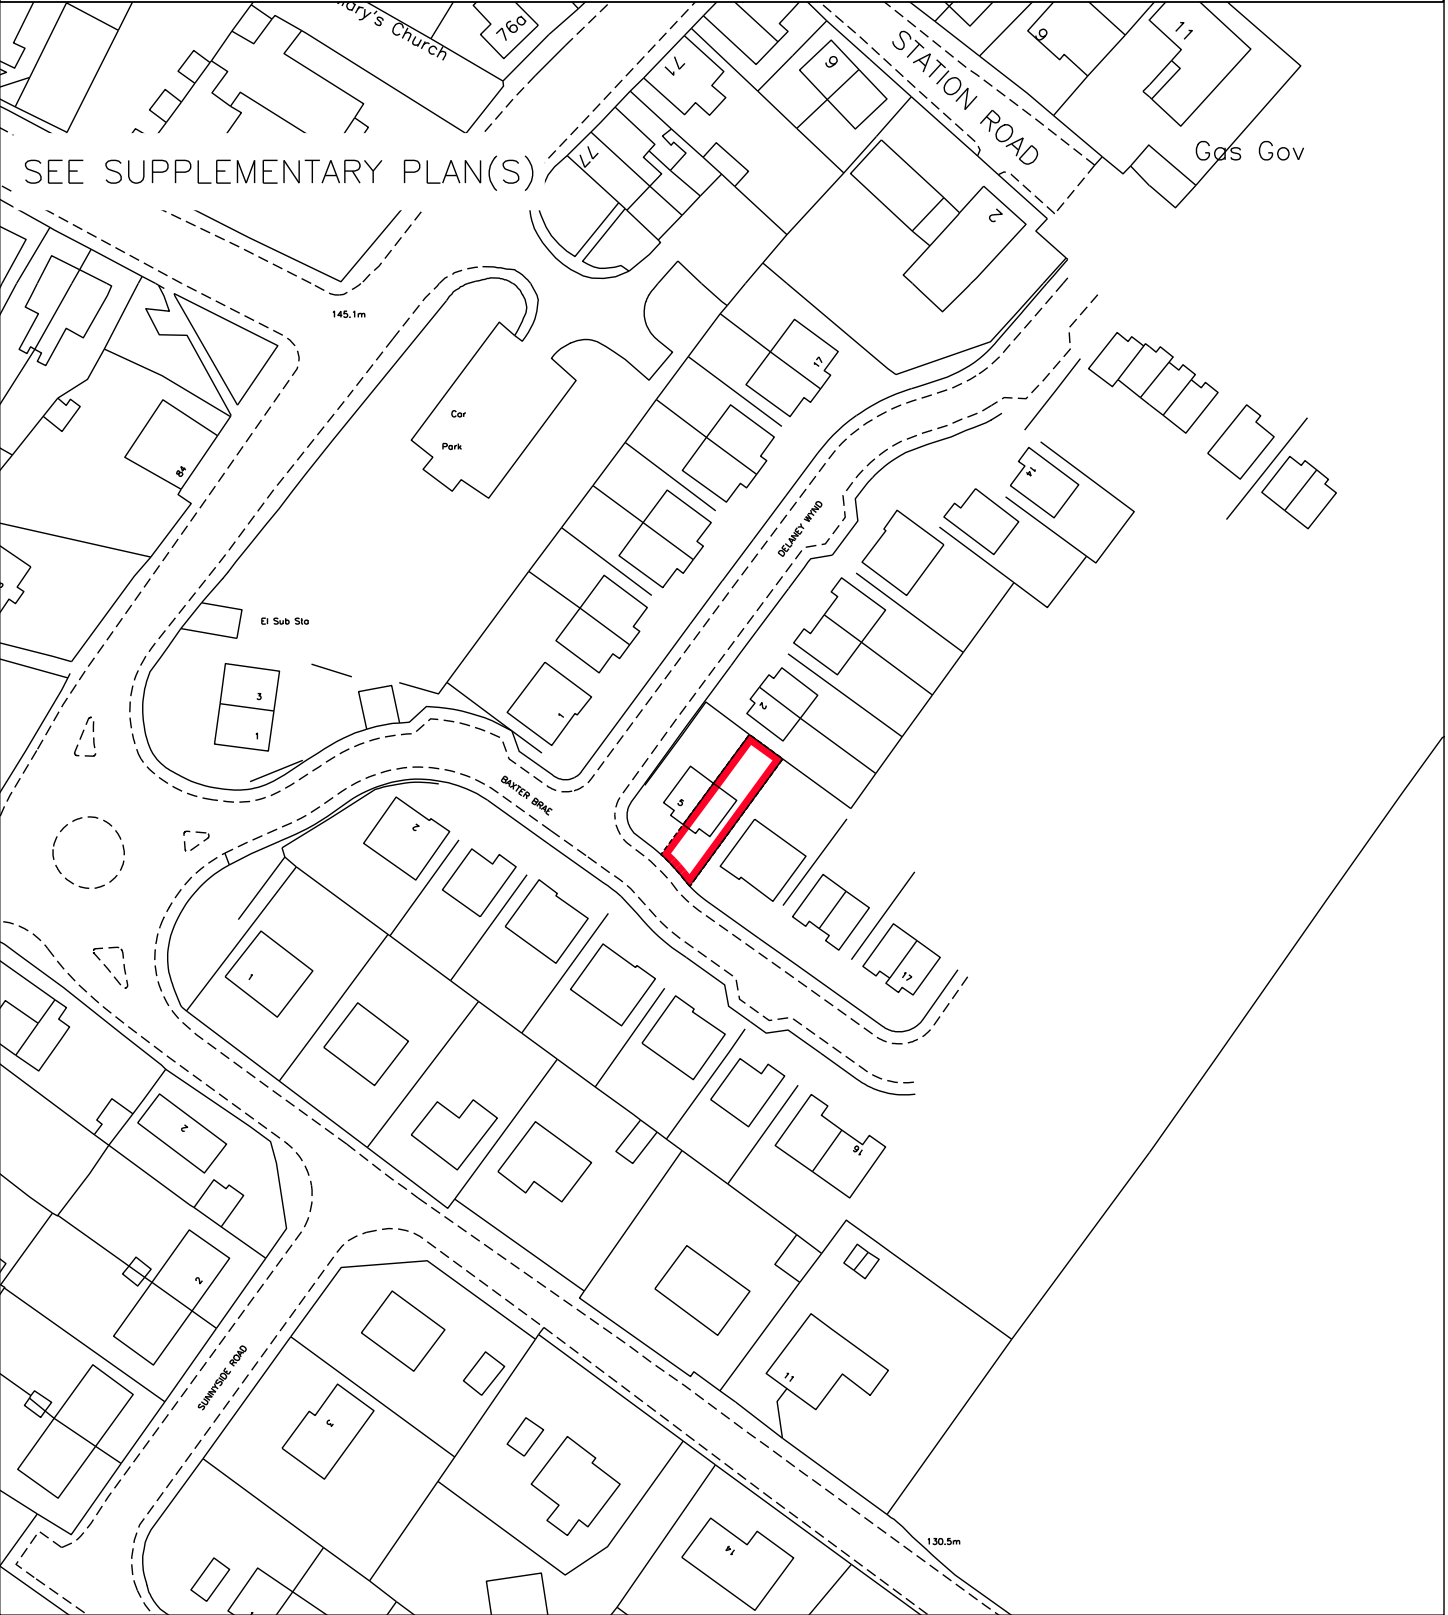 ary's Church
76a
STATION ROAD
9
11
71
6
77
Gas Gov
SEE SUPPLEMENTARY PLAN(S)
2
145.1m
17
Car
Park
84
14
DELANEY WYND
El Sub Sta
3
1
1
2
5
BAXTER BRAE
2
1
17
2
16
2
11
SUNNYSIDE ROAD
3
130.5m
14